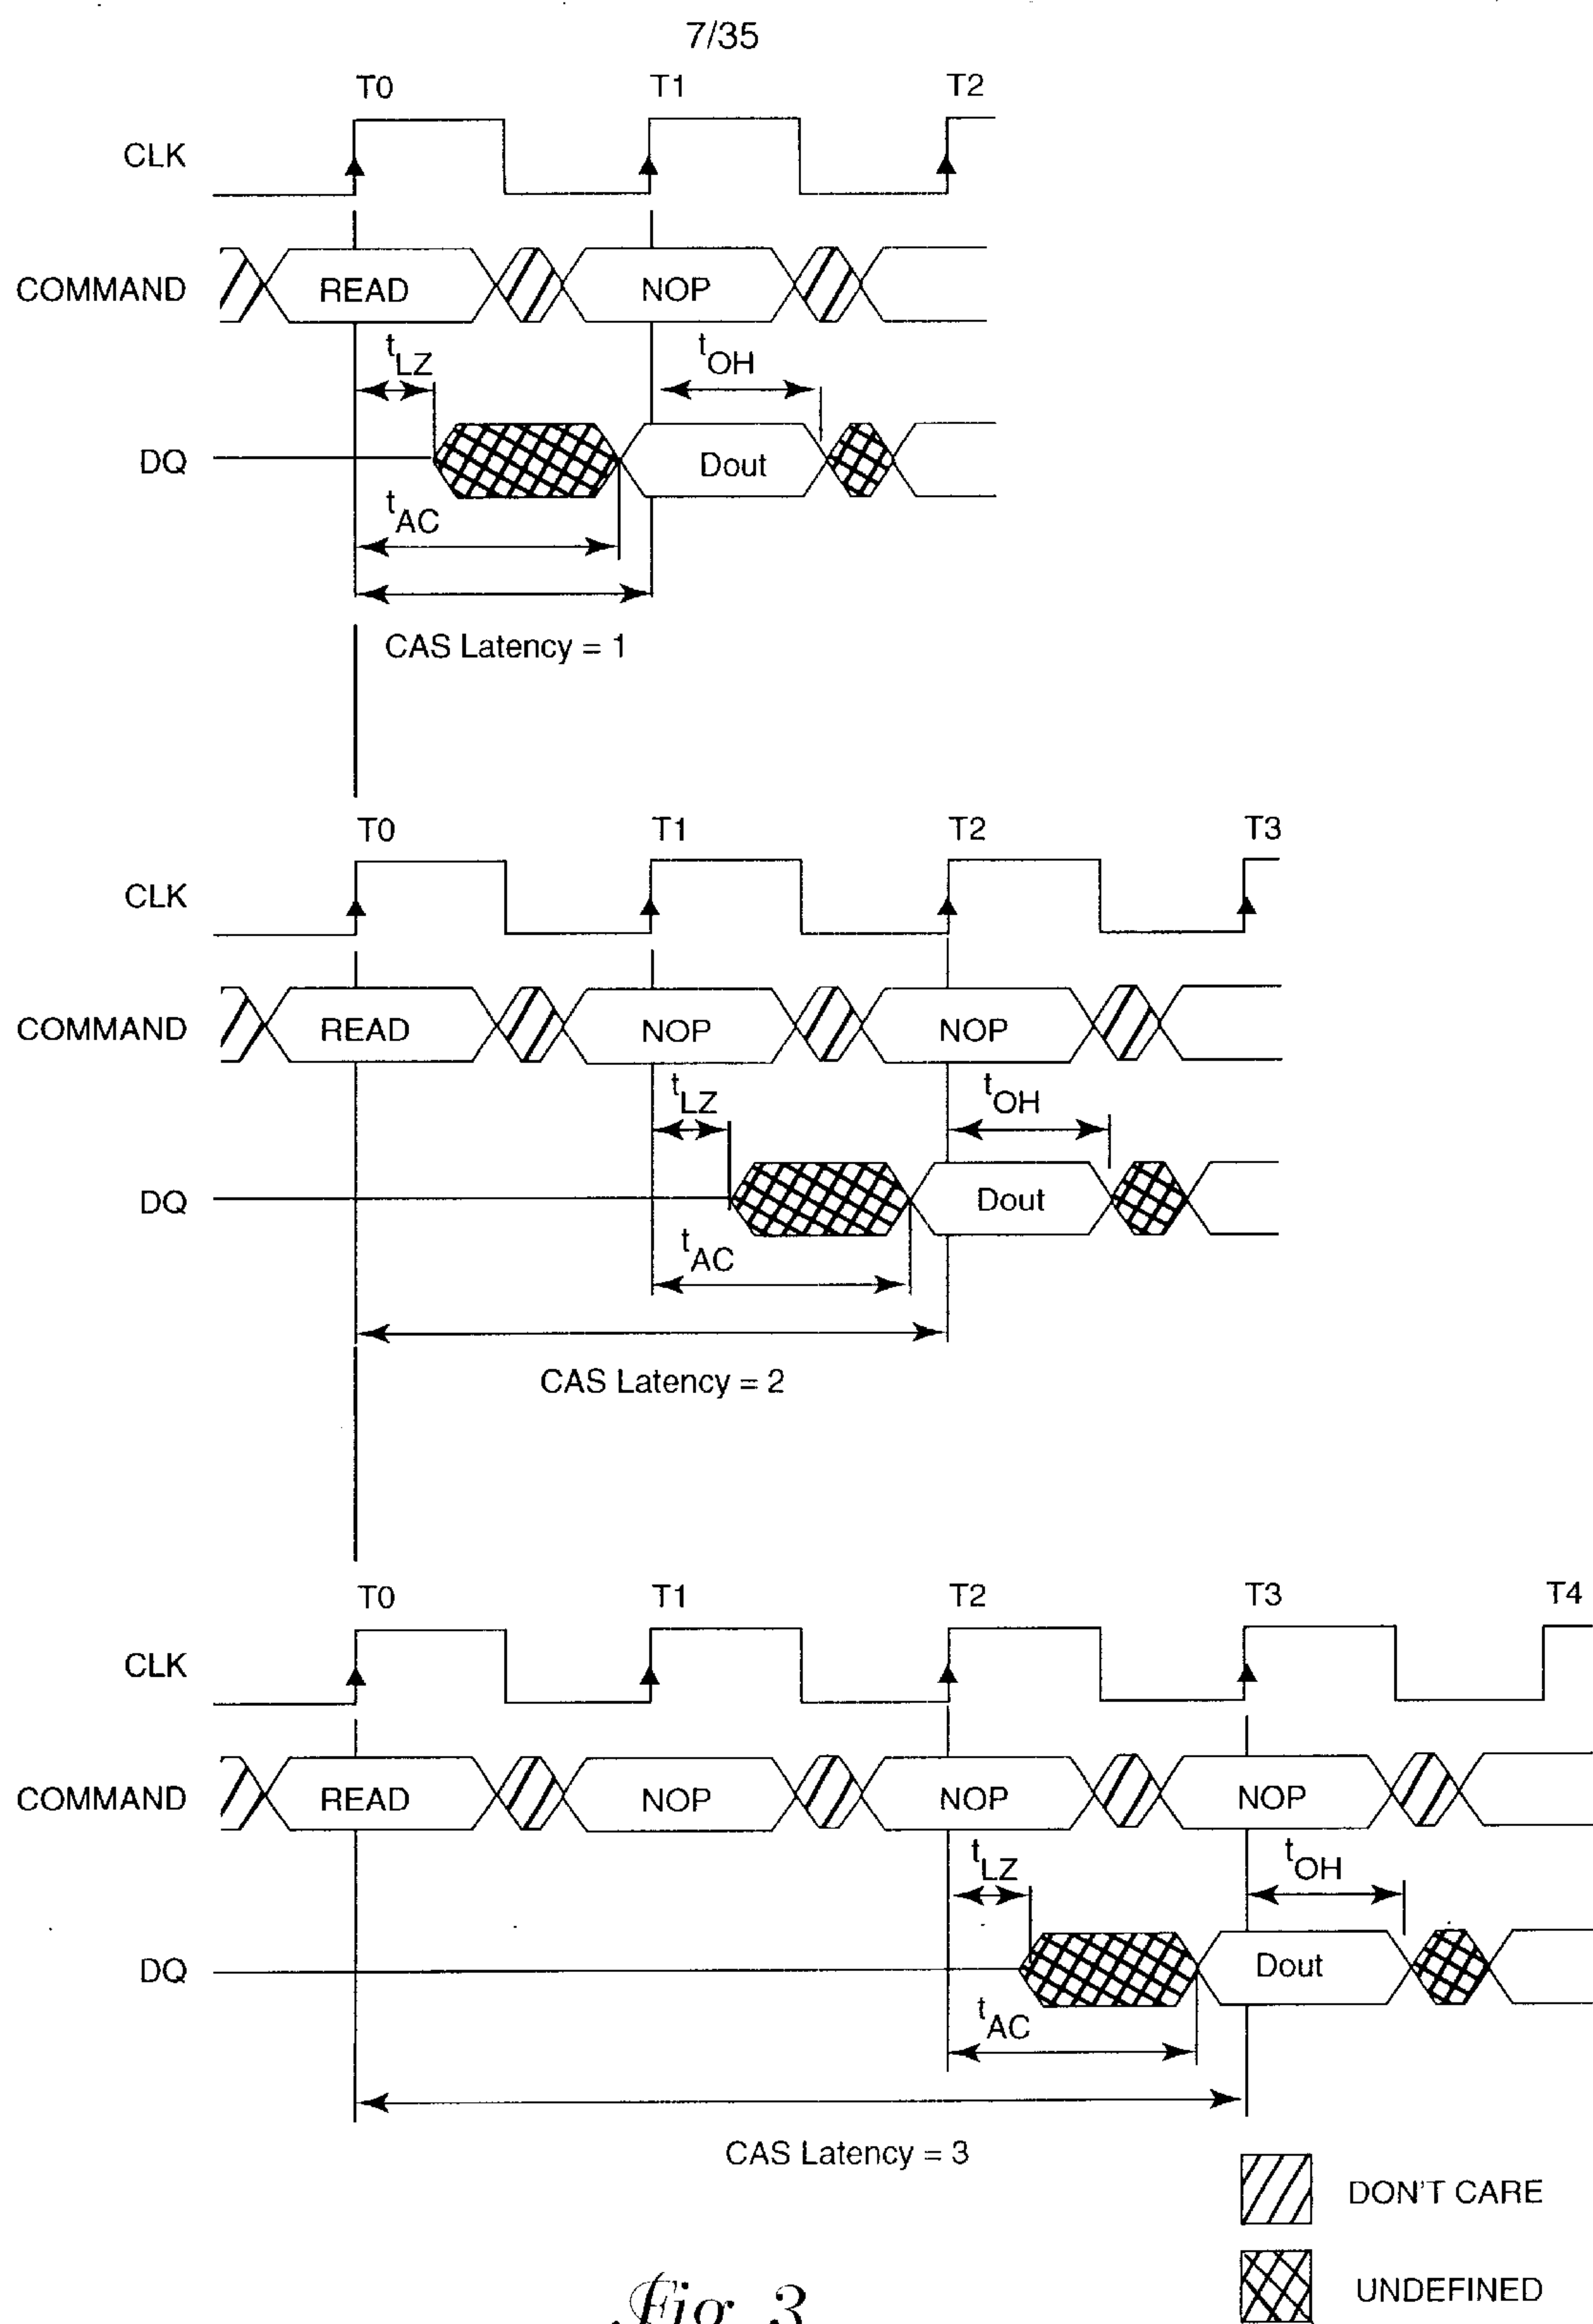 7/35
T0 T1 T2
CLK
COMMAND READ NOP
tLZ tOH
DQ Dout
tAC
CAS Latency = 1
T0 T1 T2 T3
CLK
COMMAND READ NOP NOP
tLZ tOH
DQ Dout
tAC
CAS Latency = 2
T0 T1 T2 T3 T4
CLK
COMMAND READ NOP NOP NOP
tLZ tOH
DQ Dout
tAC
CAS Latency = 3
DON'T CARE
UNDEFINED
Fig 3